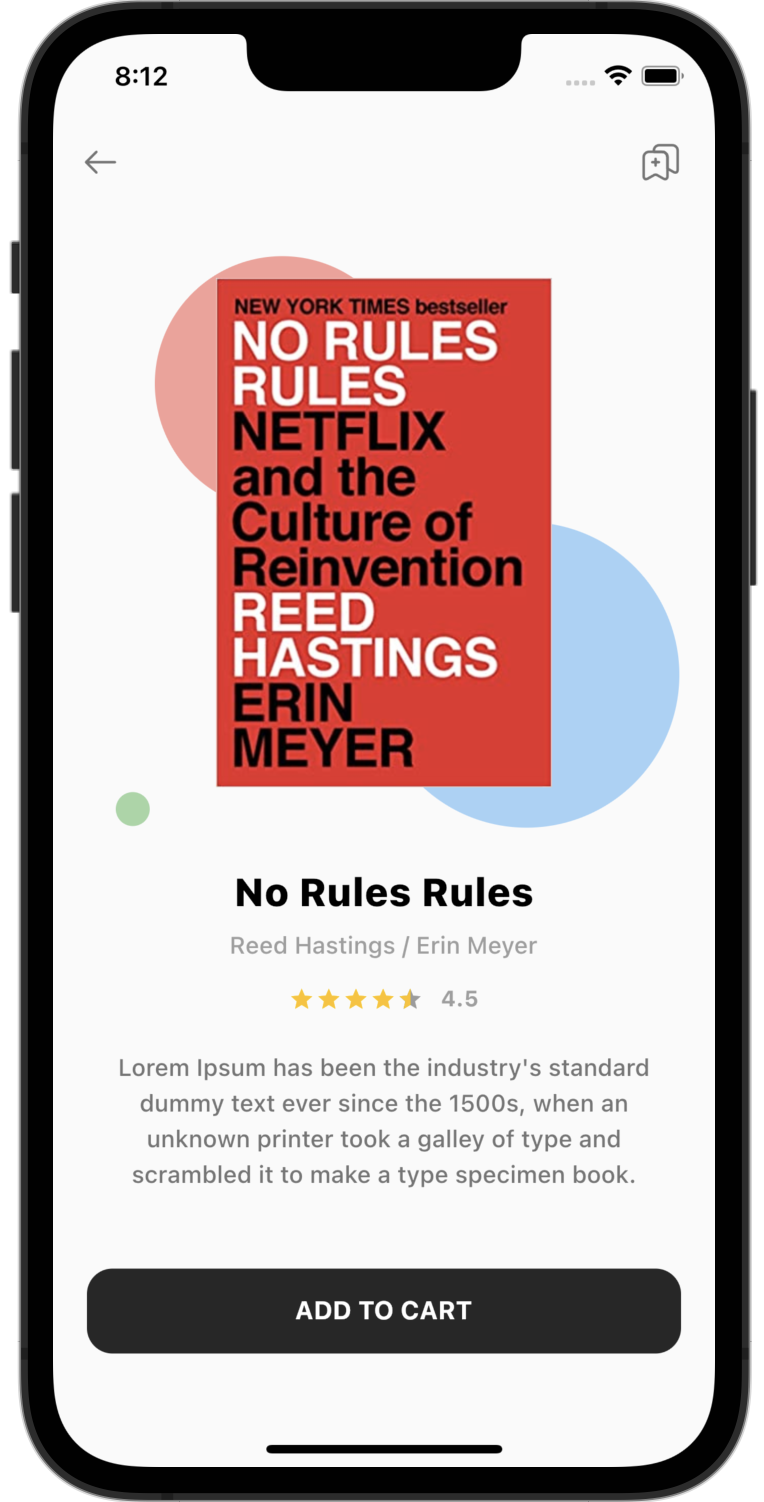 8:12
NEW YORK TIMES bestseller
NO RULES
RULES
NETFLIX
and the
Culture of
Reinvention
REED
HASTINGS
ERIN
MEYER
No Rules Rules
Reed Hastings / Erin Meyer
4.5
Lorem Ipsum has been the industry's standard
dummy text ever since the 1500s, when an
unknown printer took a galley of type and
scrambled it to make a type specimen book.
ADD TO CART